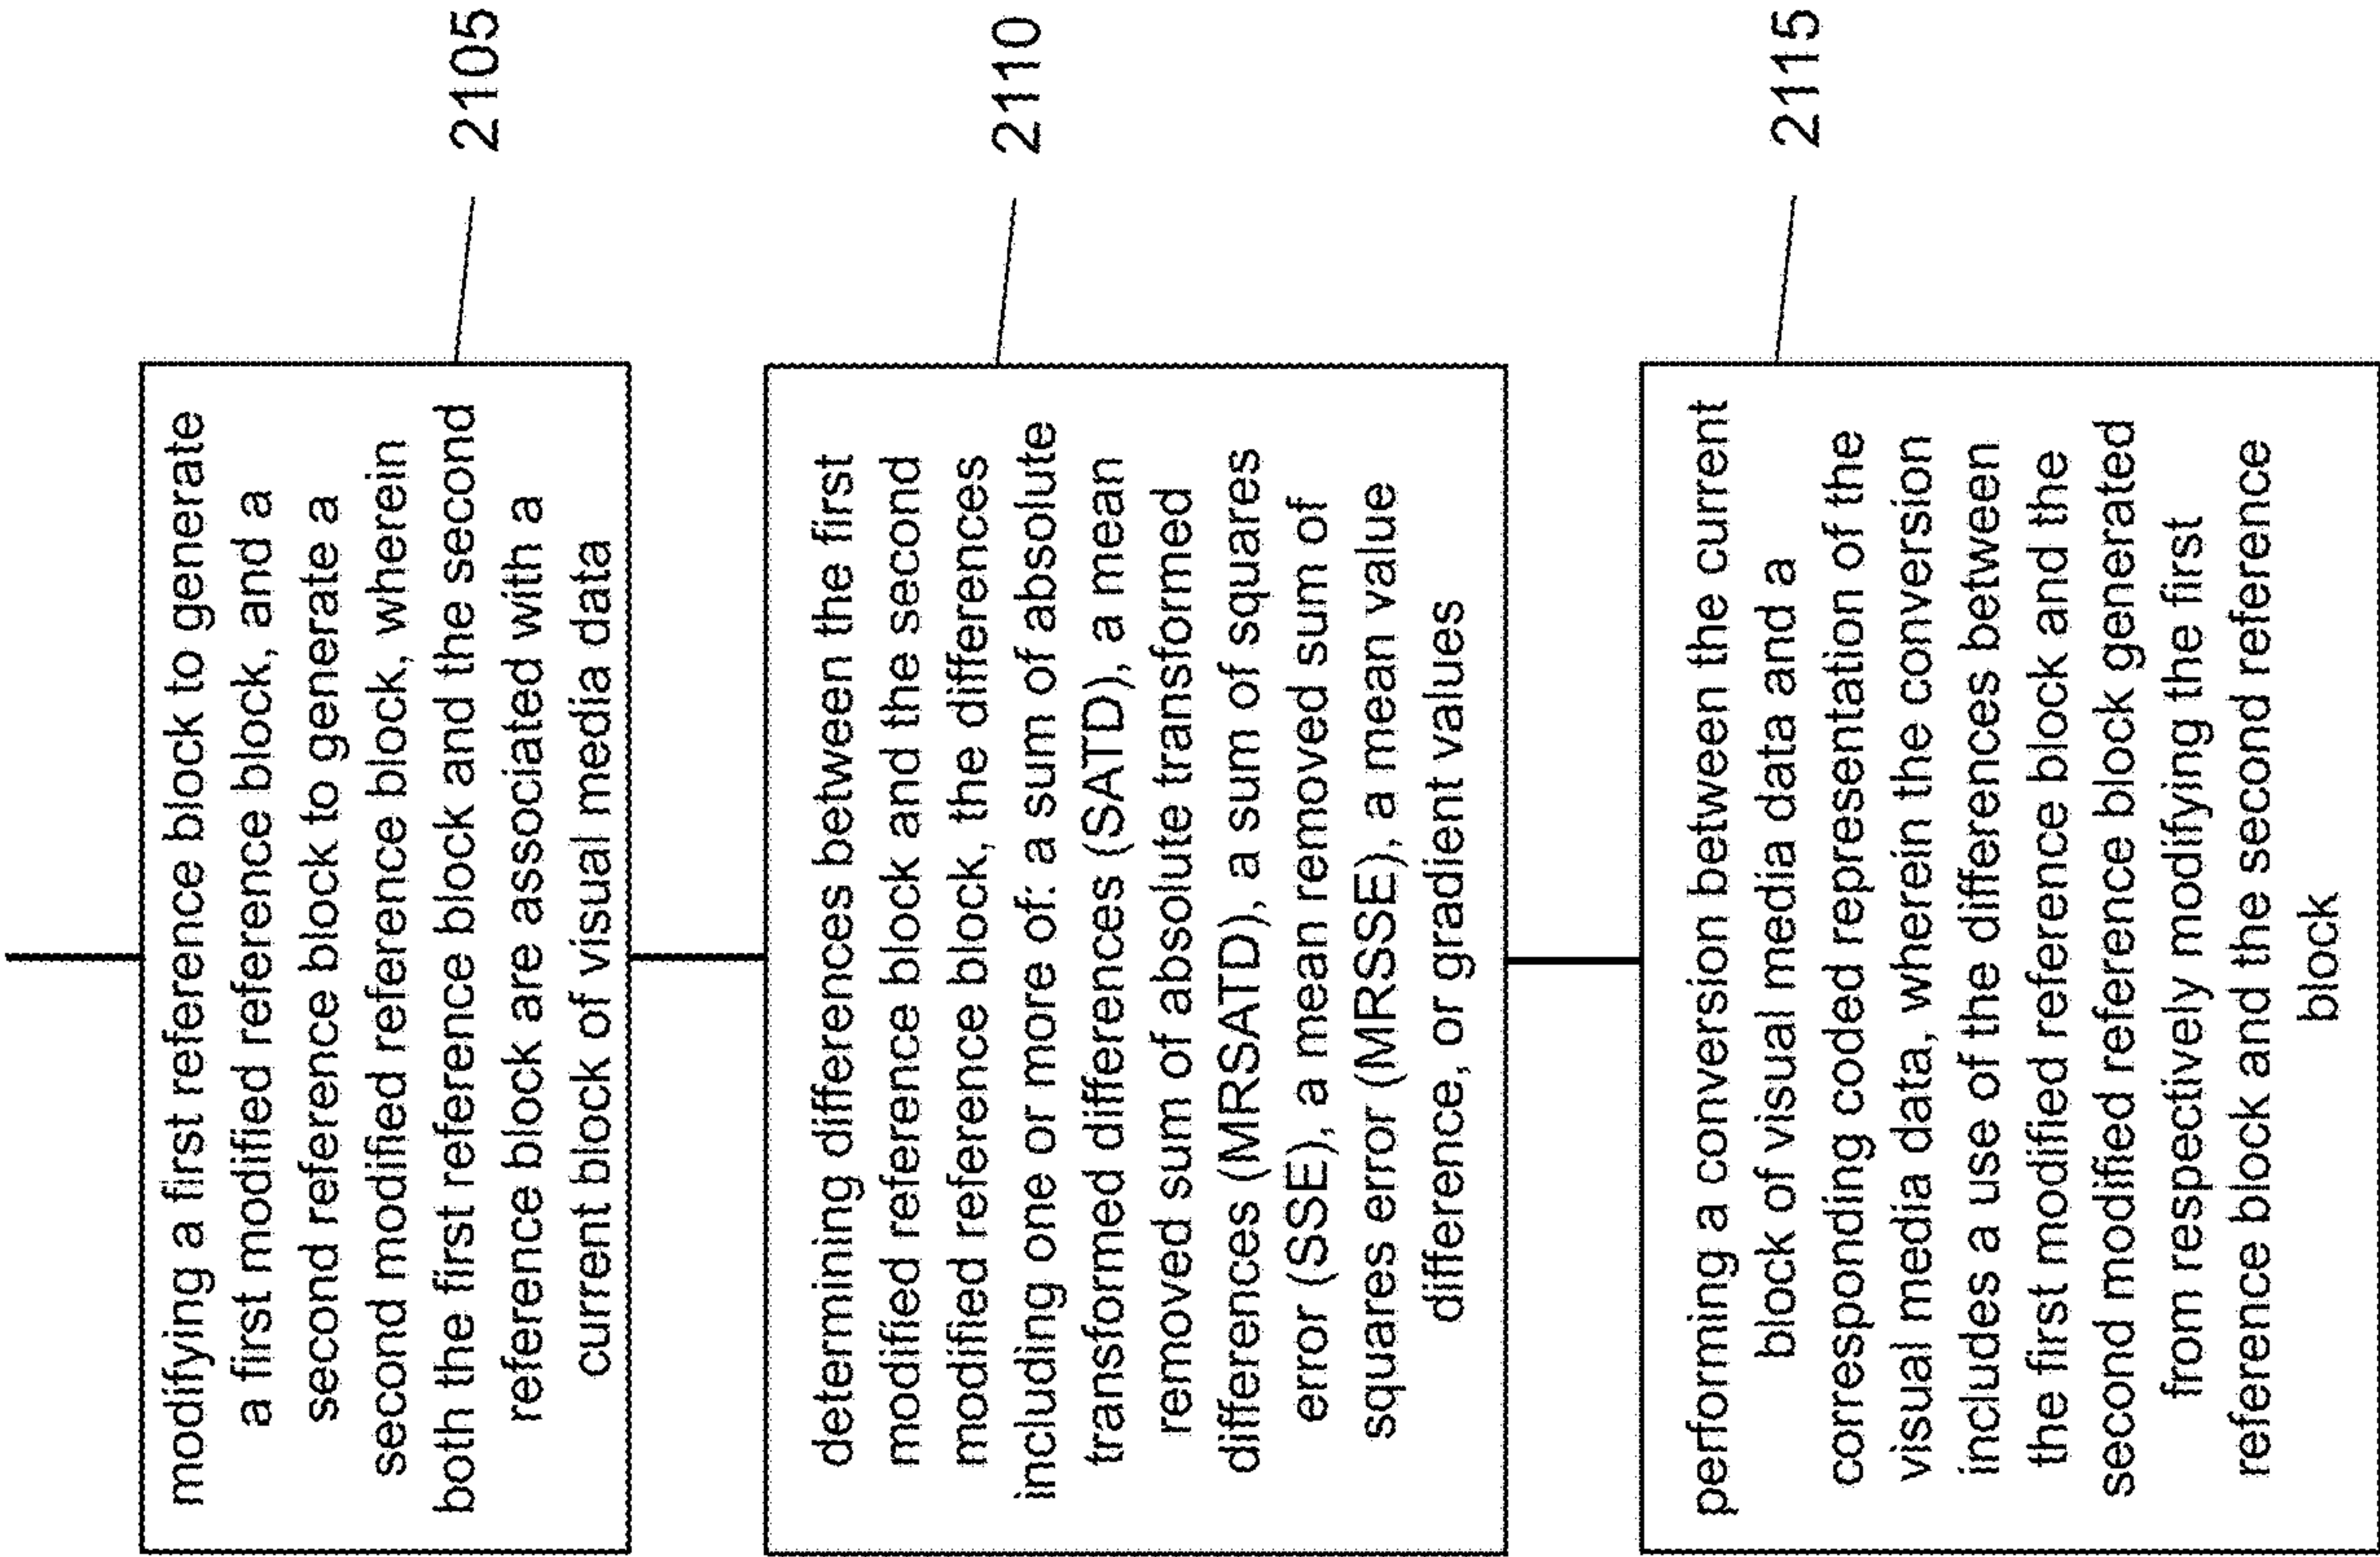 modifying a first reference block to generate
a first modified reference block, and a
second reference block to generate a
second modified reference block, wherein
both the first reference block and the second
reference block are associated with a
current block of visual media data
2105
determining differences between the first
modified reference block and the second
modified reference block, the differences
including one or more of: a sum of absolute
transformed differences (SATD), a mean
removed sum of absolute transformed
differences (MRSATD), a sum of squares
error (SSE), a mean removed sum of
squares error (MRSSE), a mean value
difference, or gradient values
2110
performing a conversion between the current
block of visual media data and a
corresponding coded representation of the
visual media data, wherein the conversion
includes a use of the differences between
the first modified reference block and the
second modified reference block generated
from respectively modifying the first
reference block and the second reference
block
2115